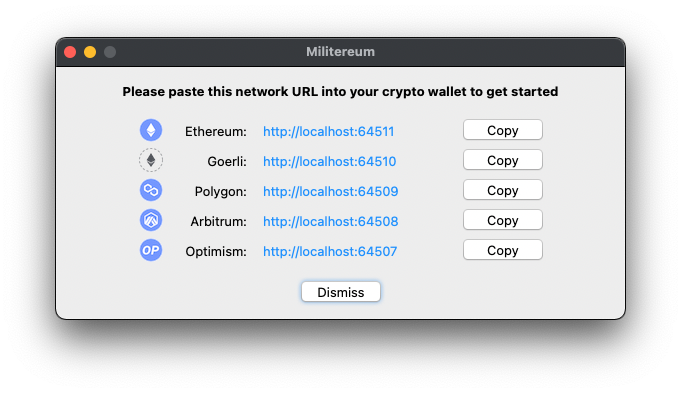 Militereum
Please paste this network URL into your crypto wallet to get started
Ethereum: http://localhost:64511 Copy
Goerli: http://localhost:64510 Copy
Polygon: http://localhost:64509 Copy
Arbitrum: http://localhost:64508 Copy
OP Optimism: http://localhost:64507 Copy
Dismiss